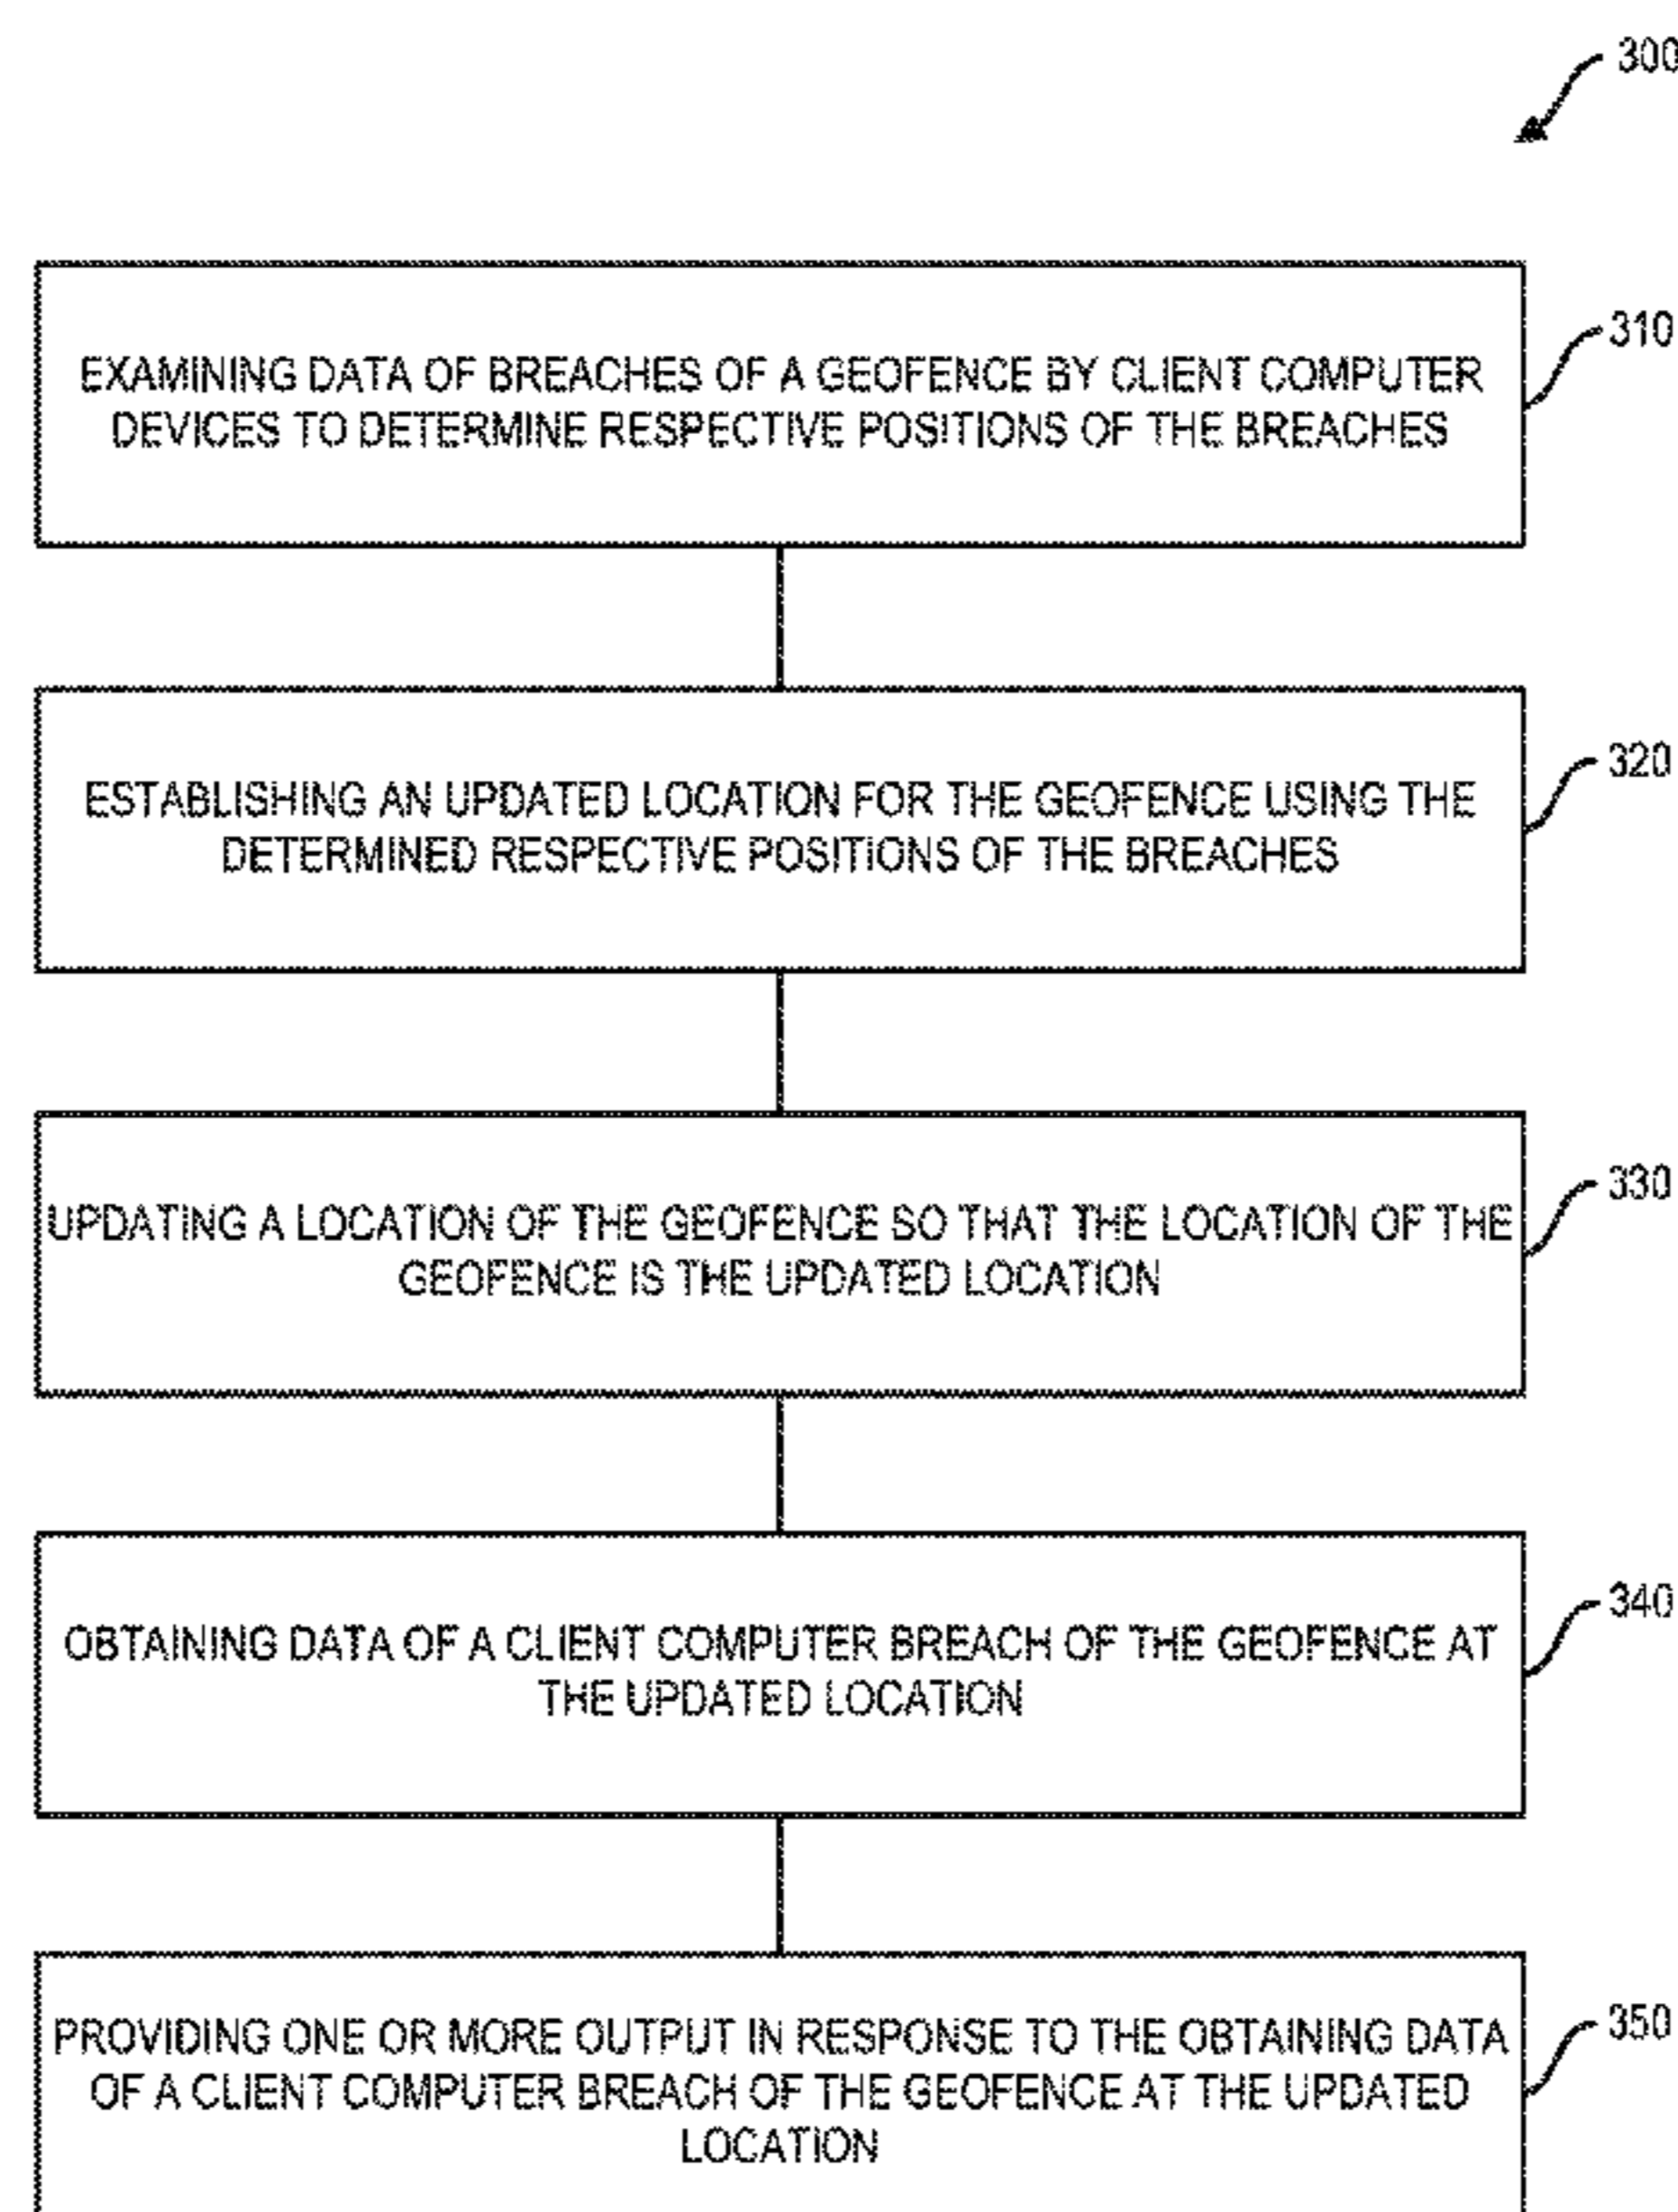 300
310
EXAMINING DATA OF BREACHES OF A GEOFENCE BY CLIENT COMPUTER
DEVICES TO DETERMINE RESPECTIVE POSITIONS OF THE BREACHES
320
ESTABLISHING AN UPDATED LOCATION FOR THE GEOFENCE USING THE
DETERMINED RESPECTIVE POSITIONS OF THE BREACHES
330
UPDATING A LOCATION OF THE GEOFENCE SO THAT THE LOCATION OF THE
GEOFENCE IS THE UPDATED LOCATION
340
OBTAINING DATA OF A CLIENT COMPUTER BREACH OF THE GEOFENCE AT
THE UPDATED LOCATION
350
PROVIDING ONE OR MORE OUTPUT IN RESPONSE TO THE OBTAINING DATA
OF A CLIENT COMPUTER BREACH OF THE GEOFENCE AT THE UPDATED
LOCATION